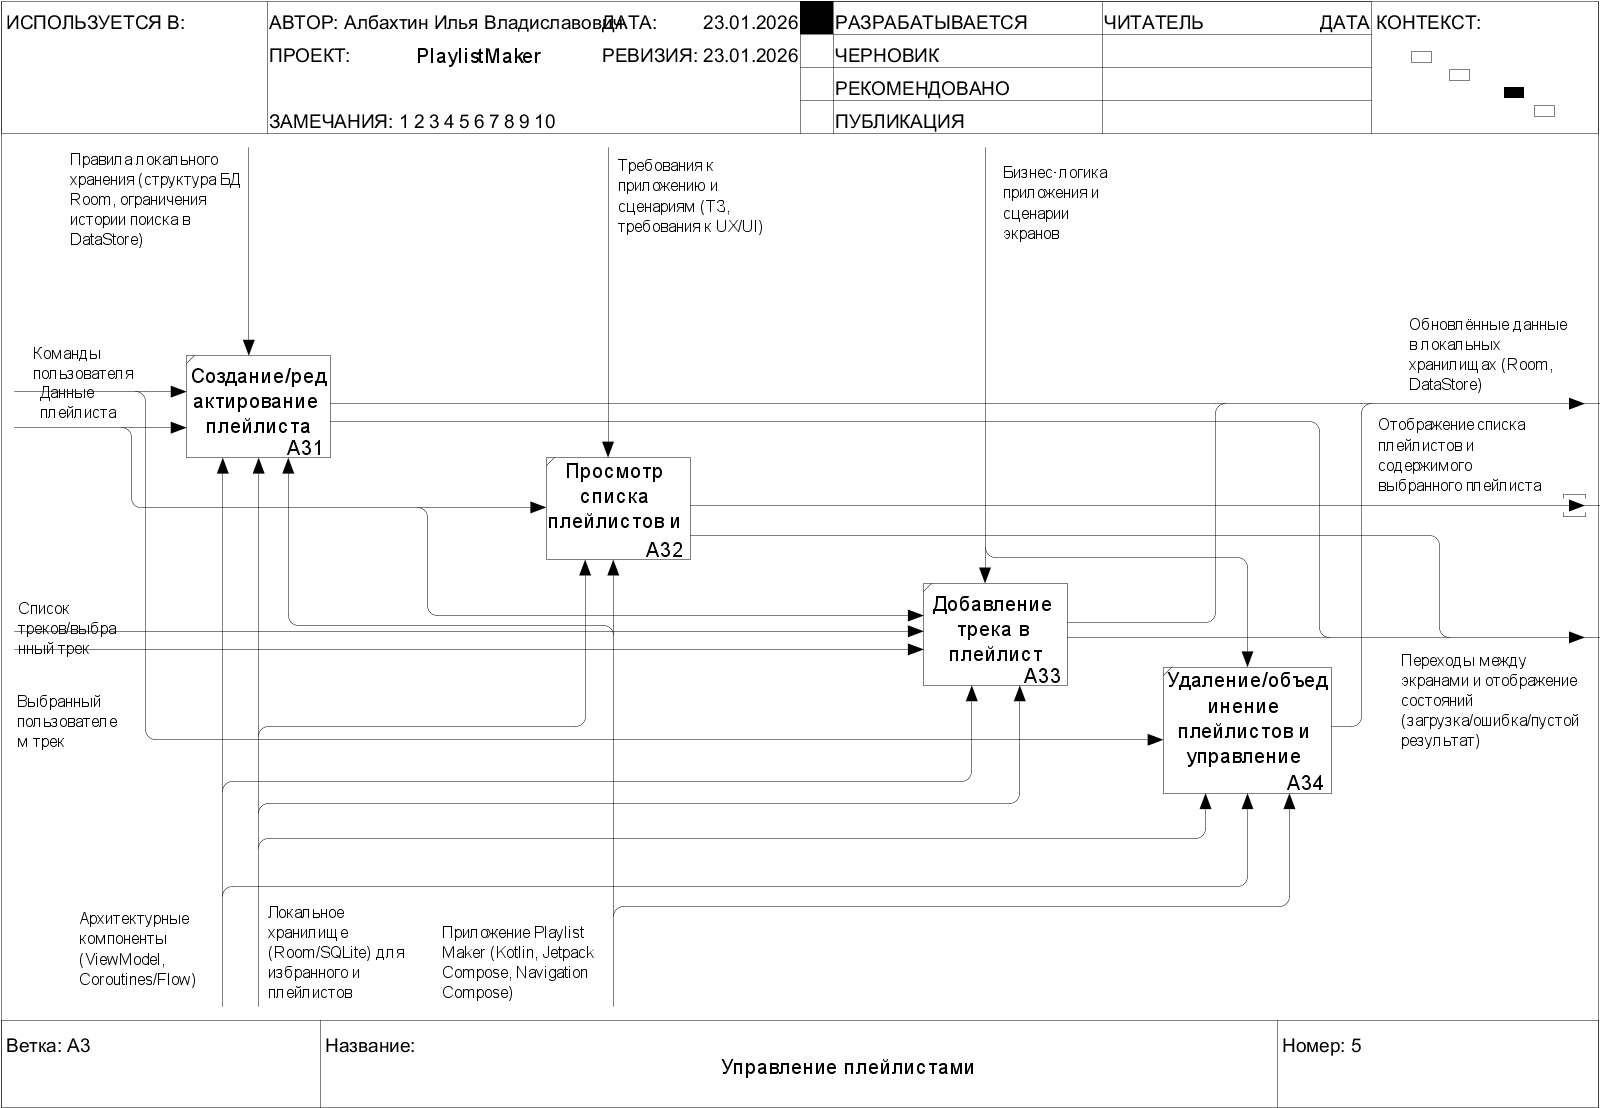 ИСПОЛЬЗУЕТСЯ В:
АВТОР: Албахтин Илья Владиславович
ДАТА: 23.01.2026
ПРОЕКТ: PlaylistMaker
РЕВИЗИЯ: 23.01.2026
ЗАМЕЧАНИЯ: 1 2 3 4 5 6 7 8 9 10
РАЗРАБАТЫВАЕТСЯ
ЧЕРНОВИК
РЕКОМЕНДОВАНО
ПУБЛИКАЦИЯ
ЧИТАТЕЛЬ
ДАТА
КОНТЕКСТ:
Правила локального
хранения (структура БД
Room, ограничения
истории поиска в
DataStore)
Требования к
приложению и
сценариям (ТЗ,
требования к UX/UI)
Бизнес-логика
приложения и
сценарии
экранов
Команды
пользователя
Данные
плейлиста
Создание/ред
актирование
плейлиста
A31
Обновлённые данные
в локальных
хранилищах (Room,
DataStore)
Отображение списка
плейлистов и
содержимого
выбранного плейлиста
Просмотр
списка
плейлистов и
A32
Список
треков/выбра
нный трек
Добавление
трека в
плейлист
A33
Выбранный
пользователе
м трек
Удаление/объед
инение
плейлистов и
управление
A34
Переходы между
экранами и отображение
состояний
(загрузка/ошибка/пустой
результат)
Архитектурные
компоненты
(ViewModel,
Coroutines/Flow)
Локальное
хранилище
(Room/SQLite) для
избранного и
плейлистов
Приложение Playlist
Maker (Kotlin, Jetpack
Compose, Navigation
Compose)
Ветка: A3
Название:
Управление плейлистами
Номер: 5